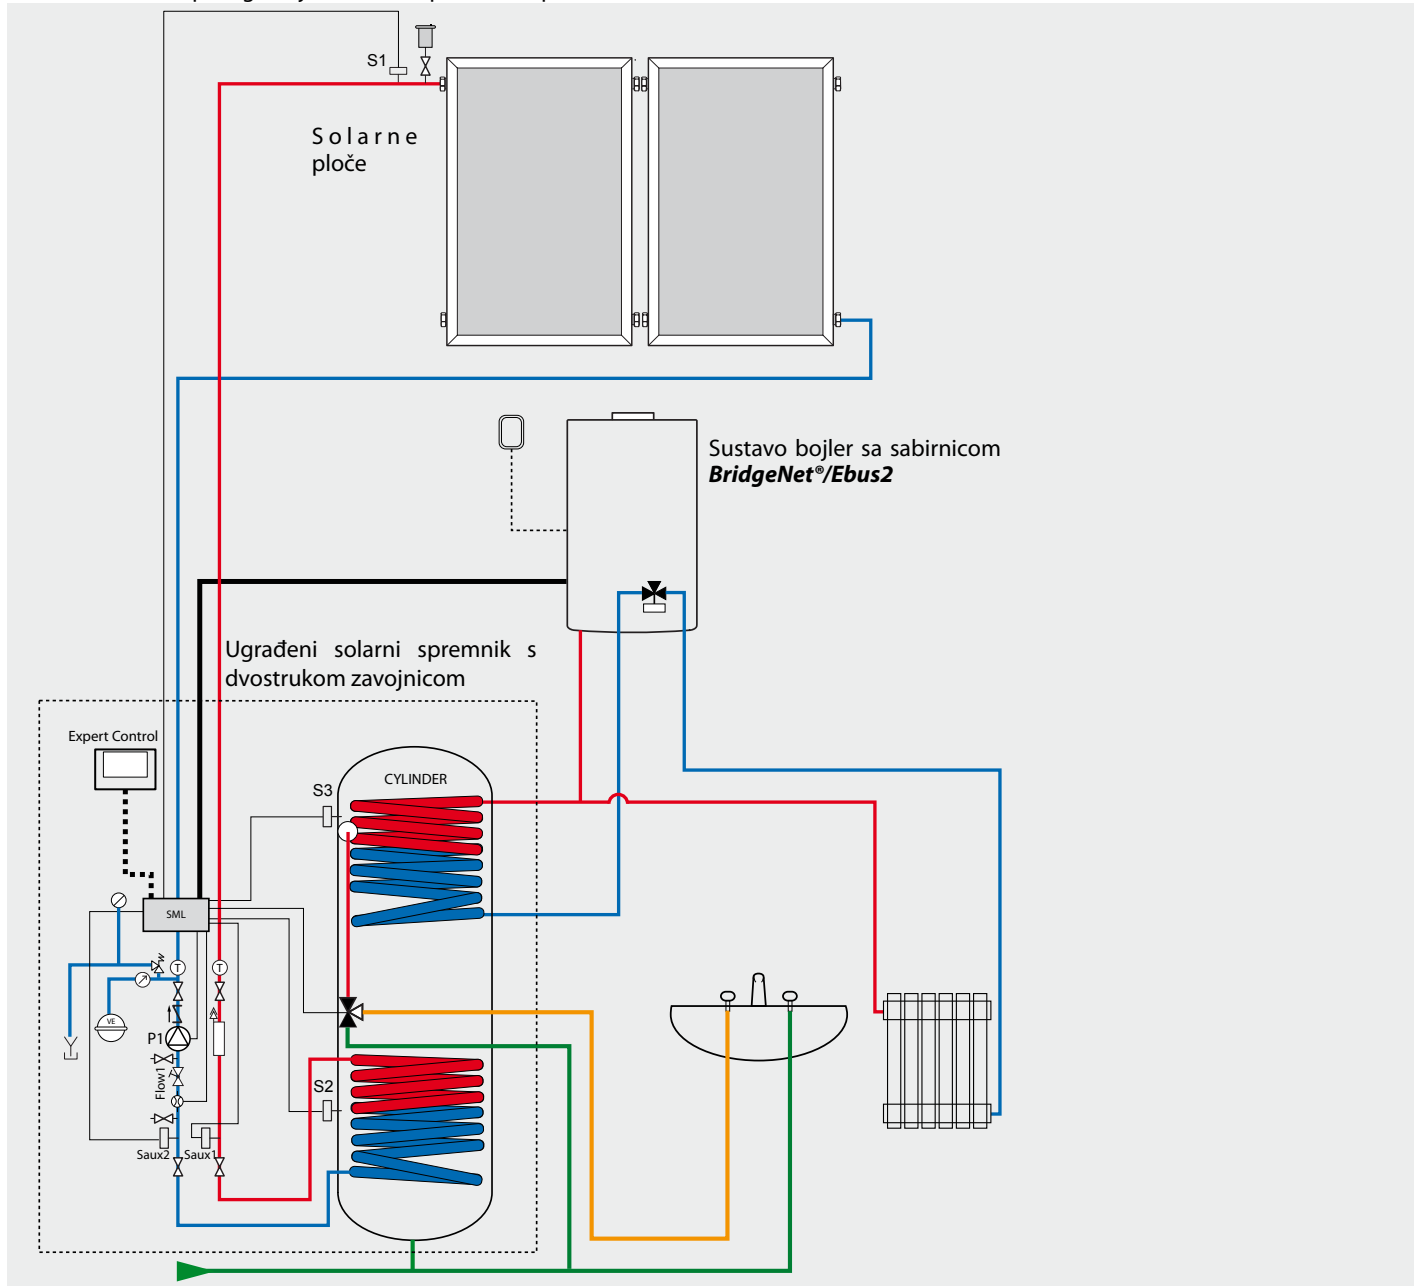 S1
Solarne
ploče
Sustavo bojler sa sabirnicom
BridgeNet®/Ebus2
Ugrađeni solarni spremnik s
dvostrukom zavojnicom
Expert Control
CYLINDER
S3
SML
T
T
VE
P1
Flow1
S2
Saux2
Saux1